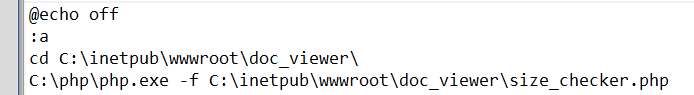 @echo off
:a
cd C:\inetpub\wwwroot\doc_viewer\
C:\php\php.exe -f C:\inetpub\wwwroot\doc_viewer\size_checker.php